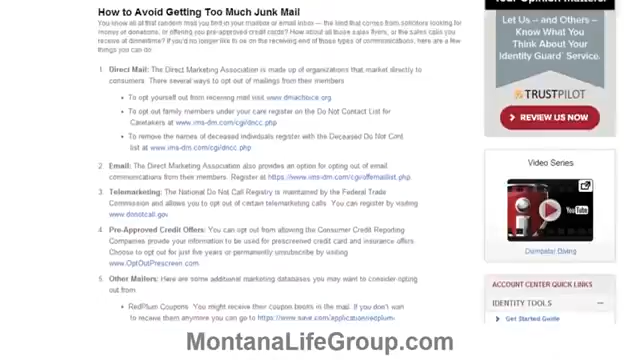 How to Avoid Getting Too Much Junk Mail
You know all of that random mail you find in your mailbox or email inbox — the kind that comes from solicitors looking for
money or donations, or offering you pre-approved credit cards? How about all those sales flyers, or the sales calls you
receive at dinnertime? If you'd no longer like to be on the receiving end of those types of communications, here are a few
things you can do
1. Direct Mail: The Direct Marketing Association is made up of organizations that market directly to
consumers. There are several ways to opt out of mailings from their members
• To opt yourself out from receiving mail visit www.dmachoice.org
• To opt out family members under your care register on the Do Not Contact List for
Caretakers at www.ims-dm.com/cgi/dncc.php
• To remove the names of deceased individuals register with the Deceased Do Not Cont
list at www.ims-dm.com/cgi/dnc.php
2. Email: The Direct Marketing Association also provides an option for opting out of email
communications from their members. Register at https://www.ims-dm.com/cgi/offemaillist.php
3. Telemarketing: The National Do Not Call Registry is maintained by the Federal Trade
Commission and allows you to opt out of certain telemarketing calls. You can register by visiting
www.donotcall.gov
4. Pre-Approved Credit Offers: You can opt out from allowing the Consumer Credit Reporting
Companies provide your information to be used for prescreened credit card and insurance offers
Choose to opt out for just five years or permanently unsubscribe by visiting
www.OptOutPrescreen.com
5. Other Mailers: Here are some additional marketing databases you may want to consider opting
out from
• RedPlum Coupons. You might receive their coupon books in the mail. If you don't want
to receive them anymore you can go to https://www.save.com/application/
Let Us – and Others –
Know What You
Think About Your
Identity Guard Service.
TRUSTPILOT
REVIEW US NOW
Video Series
YouTube
Dumpster Diving
ACCOUNT CENTER QUICK LINKS
IDENTITY TOOLS
Get Started Guide
MontanaLifeGroup.com